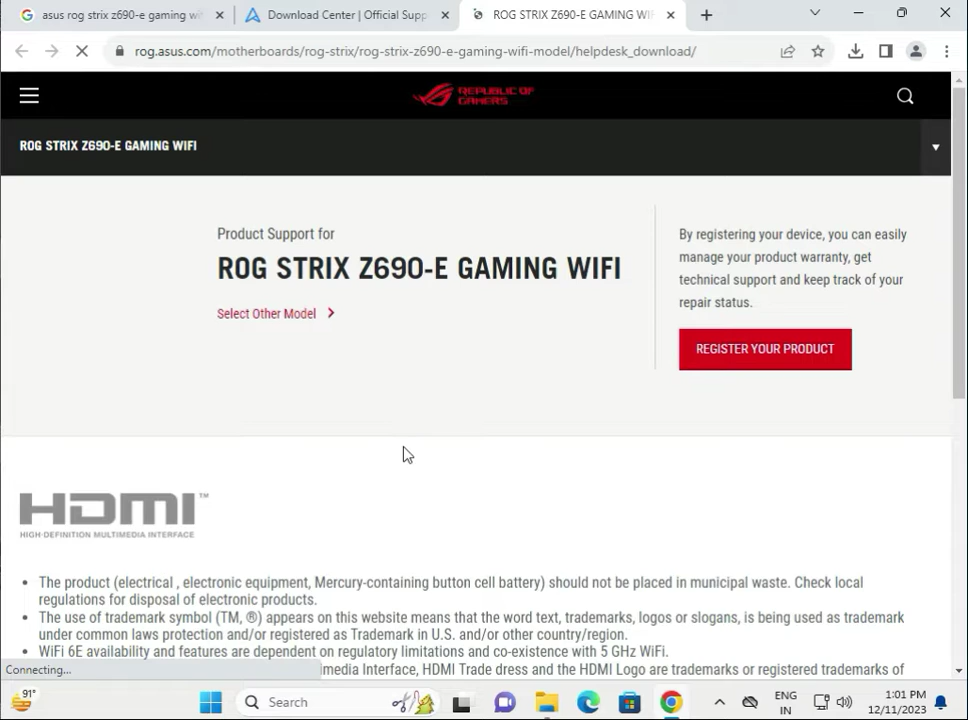 asus rog strix z690-e gaming wi
Download Center | Official Supp
ROG STRIX Z690-E GAMING WI
rog.asus.com/motherboards/rog-strix/rog-strix-z690-e-gaming-wifi-model/helpdesk_download/
REPUBLIC OF
GAMERS
ROG STRIX Z690-E GAMING WIFI
Product Support for
ROG STRIX Z690-E GAMING WIFI
Select Other Model
By registering your device, you can easily
manage your product warranty, get
technical support and keep track of your
repair status.
REGISTER YOUR PRODUCT
HDMI™
HIGH-DEFINITION MULTIMEDIA INTERFACE
• The product (electrical , electronic equipment, Mercury-containing button cell battery) should not be placed in municipal waste. Check local
regulations for disposal of electronic products.
• The use of trademark symbol (TM, ®) appears on this website means that the word text, trademarks, logos or slogans, is being used as trademark
under common laws protection and/or registered as Trademark in U.S. and/or other country/region.
• WiFi 6E availability and features are dependent on regulatory limitations and co-existence with 5 GHz WiFi.
Connecting...
media Interface, HDMI Trade dress and the HDMI Logo are trademarks or registered trademarks of
91°
Search
ENG
IN
1:01 PM
12/11/2023